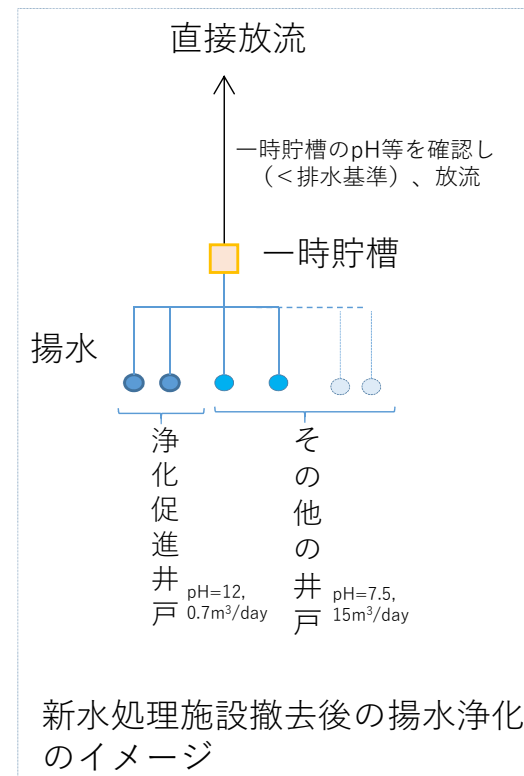 直接放流
一時貯槽のpH等を確認し
（＜排水基準）、放流
一時貯槽
揚水
浄化促進井戸
pH=12,
0.7m³/day
その他の井戸
pH=7.5,
15m³/day
新水処理施設撤去後の揚水浄化
のイメージ